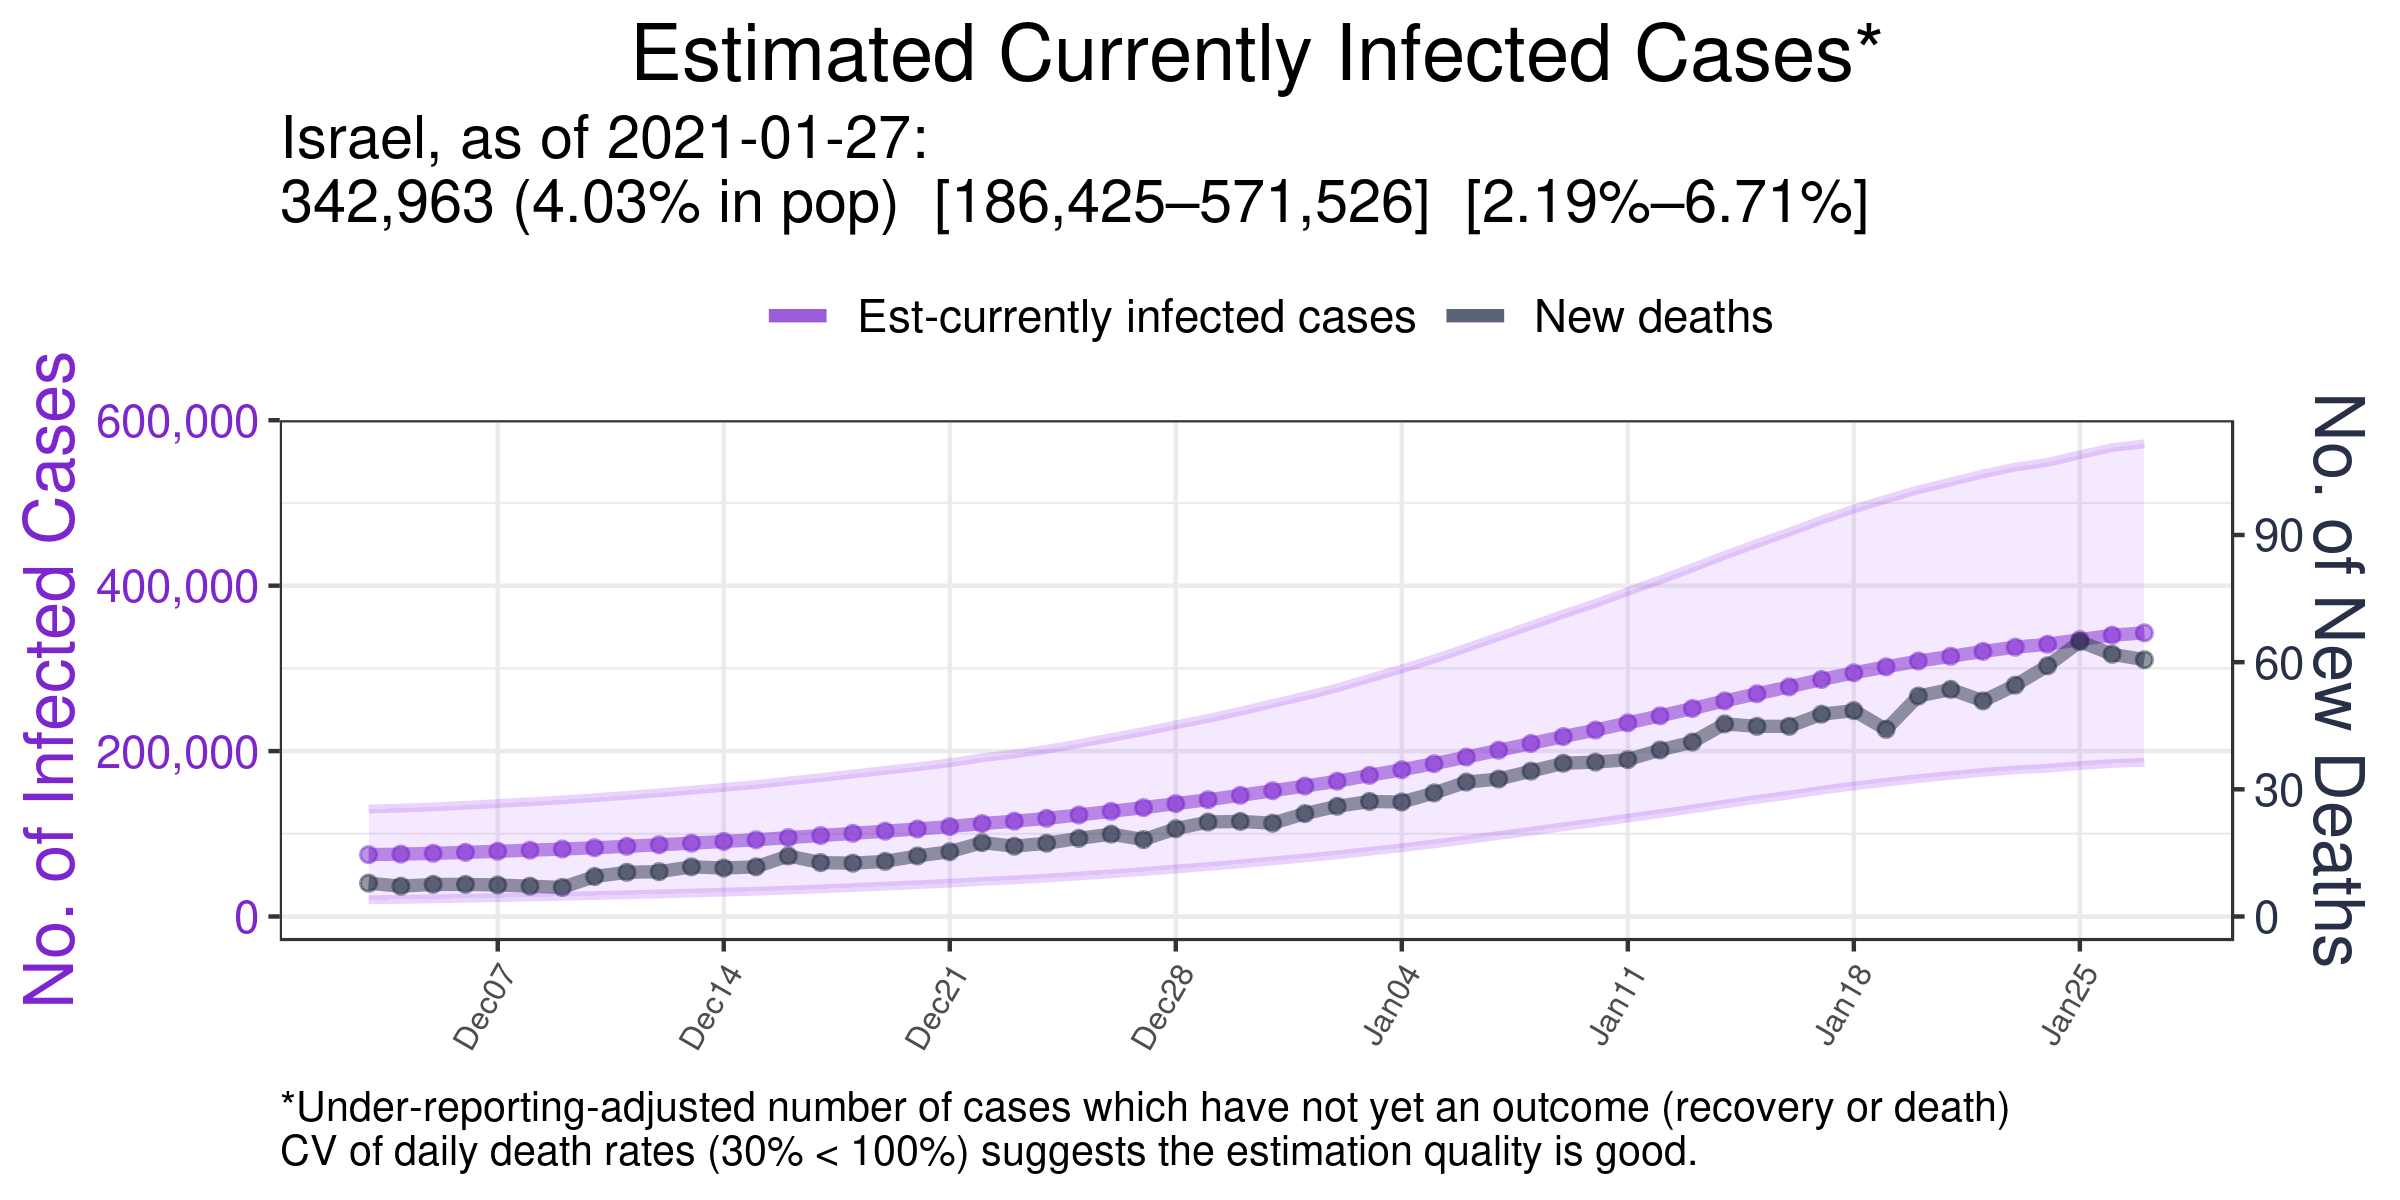 Estimated Currently Infected Cases*
Israel, as of 2021-01-27:
342,963 (4.03% in pop)  [186,425–571,526]  [2.19%–6.71%]
Est-currently infected cases
New deaths
No. of Infected Cases
600,000
400,000
200,000
0
No. of New Deaths
90
60
30
0
Dec07
Dec14
Dec21
Dec28
Jan04
Jan11
Jan18
Jan25
*Under-reporting-adjusted number of cases which have not yet an outcome (recovery or death)
CV of daily death rates (30% < 100%) suggests the estimation quality is good.